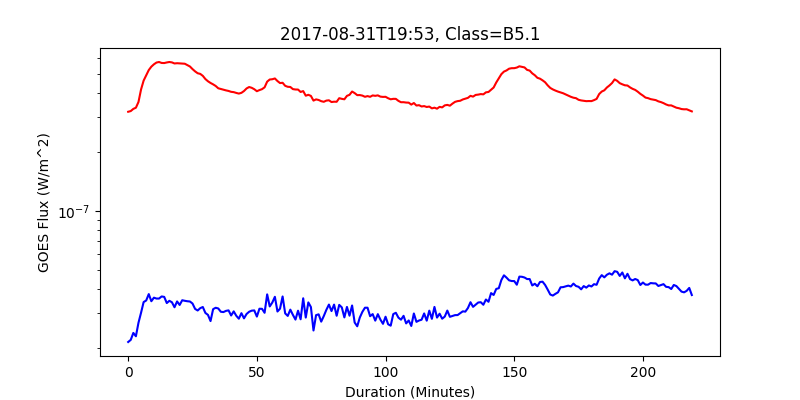 2017-08-31T19:53, Class=B5.1
GOES Flux (W/m^2)
10⁻⁷
0 50 100 150 200
Duration (Minutes)